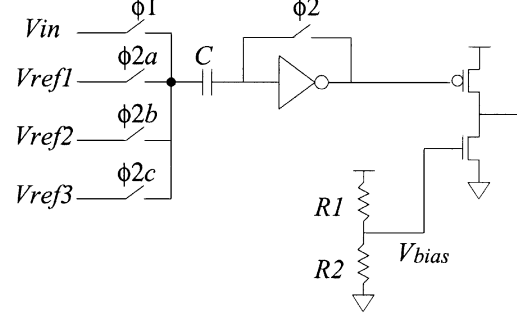 ϕ1
ϕ2
Vin
C
ϕ2a
Vref1
ϕ2b
Vref2
ϕ2c
Vref3
R1
Vbias
R2